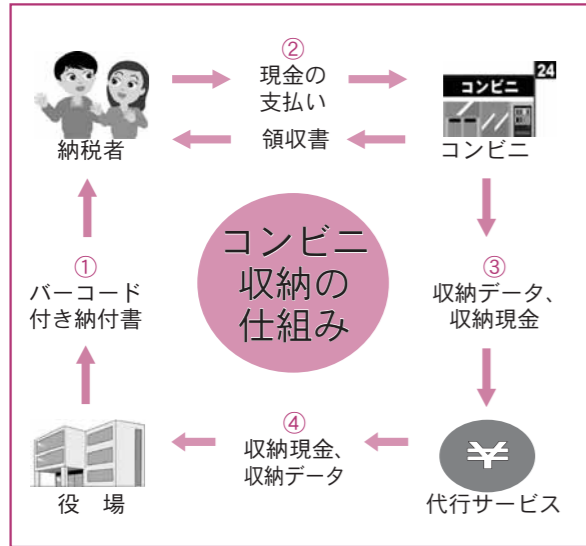 ②
現金の
支払い
24
コンビニ
領収書
納税者
コンビニ
コンビニ
収納の
仕組み
①
バーコード
付き納付書
③
収納データ、
収納現金
④
収納現金、
収納データ
¥
役　場
代行サービス